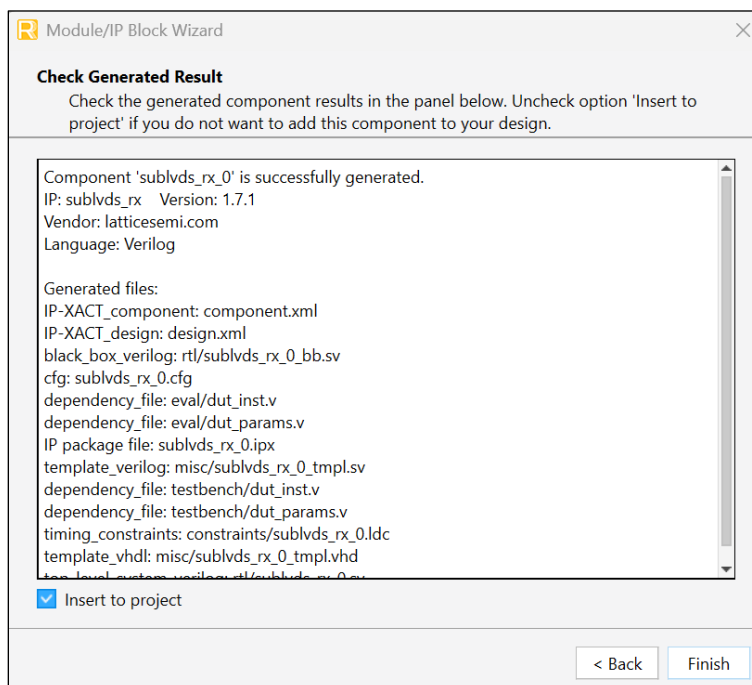 Module/IP Block Wizard
Check Generated Result
Check the generated component results in the panel below. Uncheck option 'Insert to
project' if you do not want to add this component to your design.
Component 'sublvds_rx_0' is successfully generated.
IP: sublvds_rx    Version: 1.7.1
Vendor: latticesemi.com
Language: Verilog
Generated files:
IP-XACT_component: component.xml
IP-XACT_design: design.xml
black_box_verilog: rtl/sublvds_rx_0_bb.sv
cfg: sublvds_rx_0.cfg
dependency_file: eval/dut_inst.v
dependency_file: eval/dut_params.v
IP package file: sublvds_rx_0.ipx
template_verilog: misc/sublvds_rx_0_tmpl.sv
dependency_file: testbench/dut_inst.v
dependency_file: testbench/dut_params.v
timing_constraints: constraints/sublvds_rx_0.ldc
template_vhdl: misc/sublvds_rx_0_tmpl.vhd
top_level_system_verilog: rtl/sublvds_rx_0.sv
Insert to project
< Back
Finish